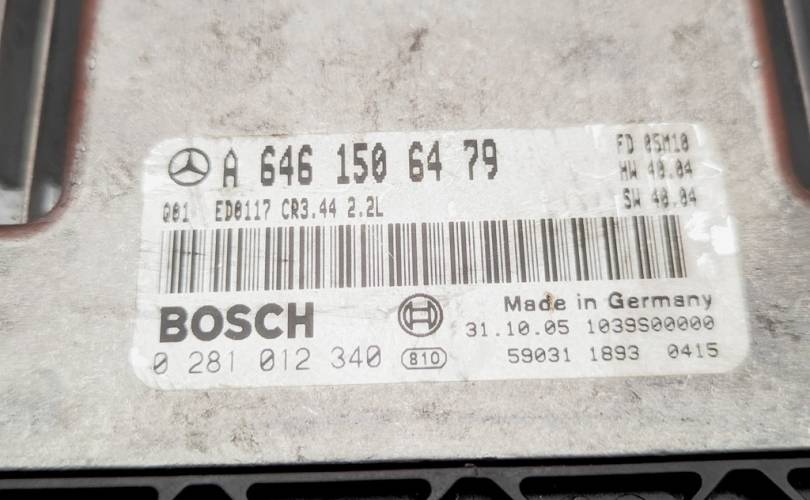 A 646 150 64 79
FD 05M10
HW 40.04
Q01 ED0117 CR3.44 2.2L
SW 40.04
BOSCH
Made in Germany
31.10.05 1039S00000
0 281 012 340 810 59031 1893 0415